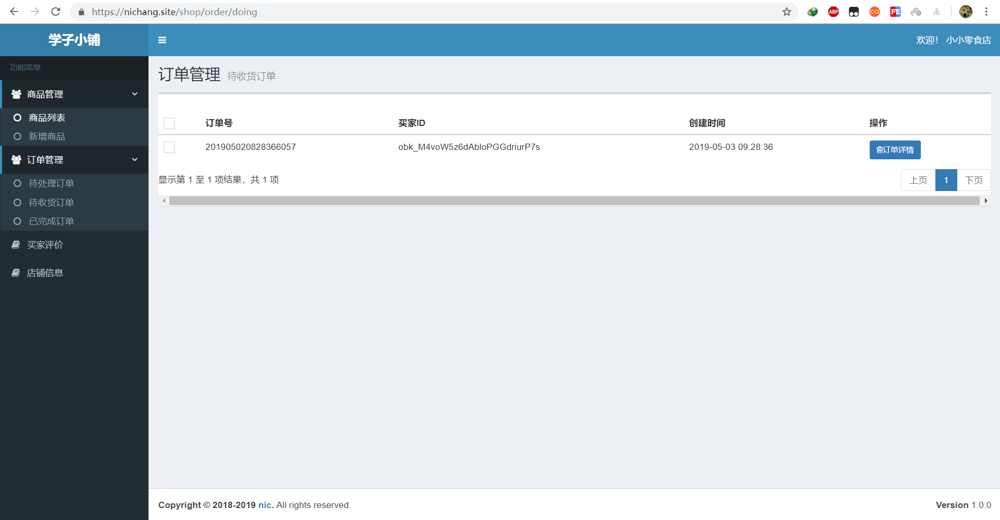 https://nichang.site/shop/order/doing
ABP
FE
学子小铺
欢迎！ 小小零食店
功能菜单
商品管理
商品列表
新增商品
订单管理
待处理订单
待收货订单
已完成订单
买家评价
店铺信息
订单管理 待收货订单
订单号 买家ID 创建时间 操作
201905020828366057 obk_M4voW5z6dAbloPGGdriurP7s 2019-05-03 09:28:36 订单详情
显示第 1 至 1 项结果，共 1 项
上页 1 下页
Copyright © 2018-2019 nic. All rights reserved.
Version 1.0.0